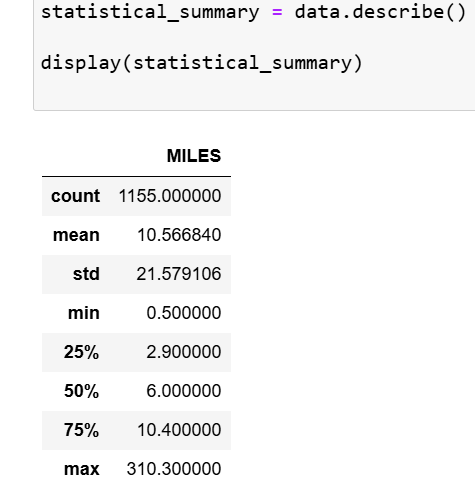 statistical_summary = data.describe()
display(statistical_summary)
MILES
count 1155.000000
mean 10.566840
std 21.579106
min 0.500000
25% 2.900000
50% 6.000000
75% 10.400000
max 310.300000